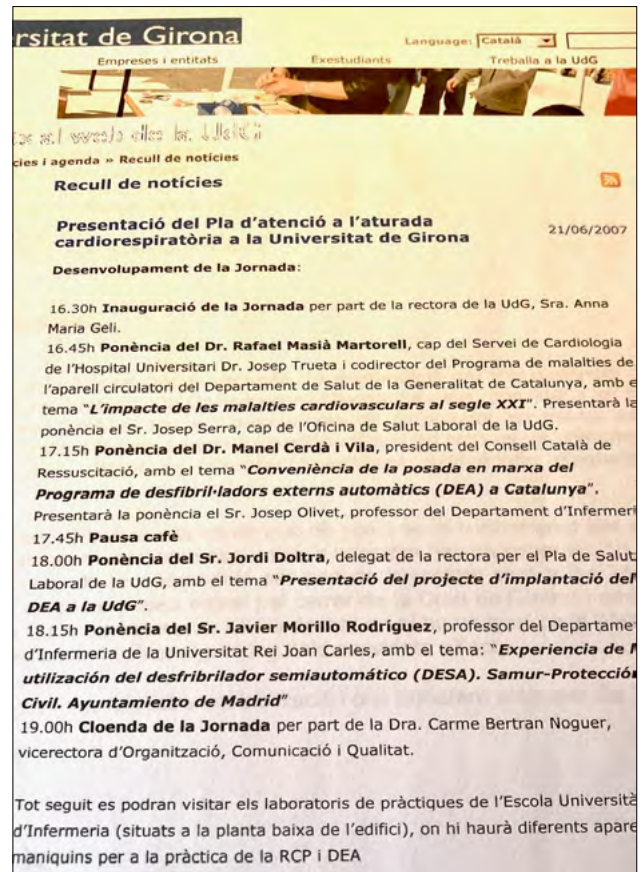 rsitat de Girona
Language: Català
Empreses i entitats Exestudiants Treballa a la UdG
al web de la UdG
cies i agenda » Recull de notícies
Recull de notícies
Presentació del Pla d'atenció a l'aturada
cardiorespiratòria a la Universitat de Girona
21/06/2007
Desenvolupament de la Jornada:
16.30h Inauguració de la Jornada per part de la rectora de la UdG, Sra. Anna
Maria Geli.
16.45h Ponència del Dr. Rafael Masià Martorell, cap del Servei de Cardiologia
de l'Hospital Universitari Dr. Josep Trueta i codirector del Programa de malalties de
l'aparell circulatori del Departament de Salut de la Generalitat de Catalunya, amb e
tema "L'impacte de les malalties cardiovasculars al segle XXI". Presentarà la
ponència el Sr. Josep Serra, cap de l'Oficina de Salut Laboral de la UdG.
17.15h Ponència del Dr. Manel Cerdà i Vila, president del Consell Català de
Ressuscitació, amb el tema "Conveniència de la posada en marxa del
Programa de desfibril·ladors externs automàtics (DEA) a Catalunya".
Presentarà la ponència el Sr. Josep Olivet, professor del Departament d'Infermeri
17.45h Pausa cafè
18.00h Ponència del Sr. Jordi Doltra, delegat de la rectora per el Pla de Salut
Laboral de la UdG, amb el tema "Presentació del projecte d'implantació del
DEA a la UdG".
18.15h Ponència del Sr. Javier Morillo Rodríguez, professor del Departame
d'Infermeria de la Universitat Rei Joan Carles, amb el tema: "Experiencia de
utilización del desfribrilador semiautomático (DESA). Samur-Protección
Civil. Ayuntamiento de Madrid"
19.00h Cloenda de la Jornada per part de la Dra. Carme Bertran Noguer,
vicerectora d'Organització, Comunicació i Qualitat.
Tot seguit es podran visitar els laboratoris de pràctiques de l'Escola Università
d'Infermeria (situats a la planta baixa de l'edifici), on hi haurà diferents apare
maniquins per a la pràctica de la RCP i DEA